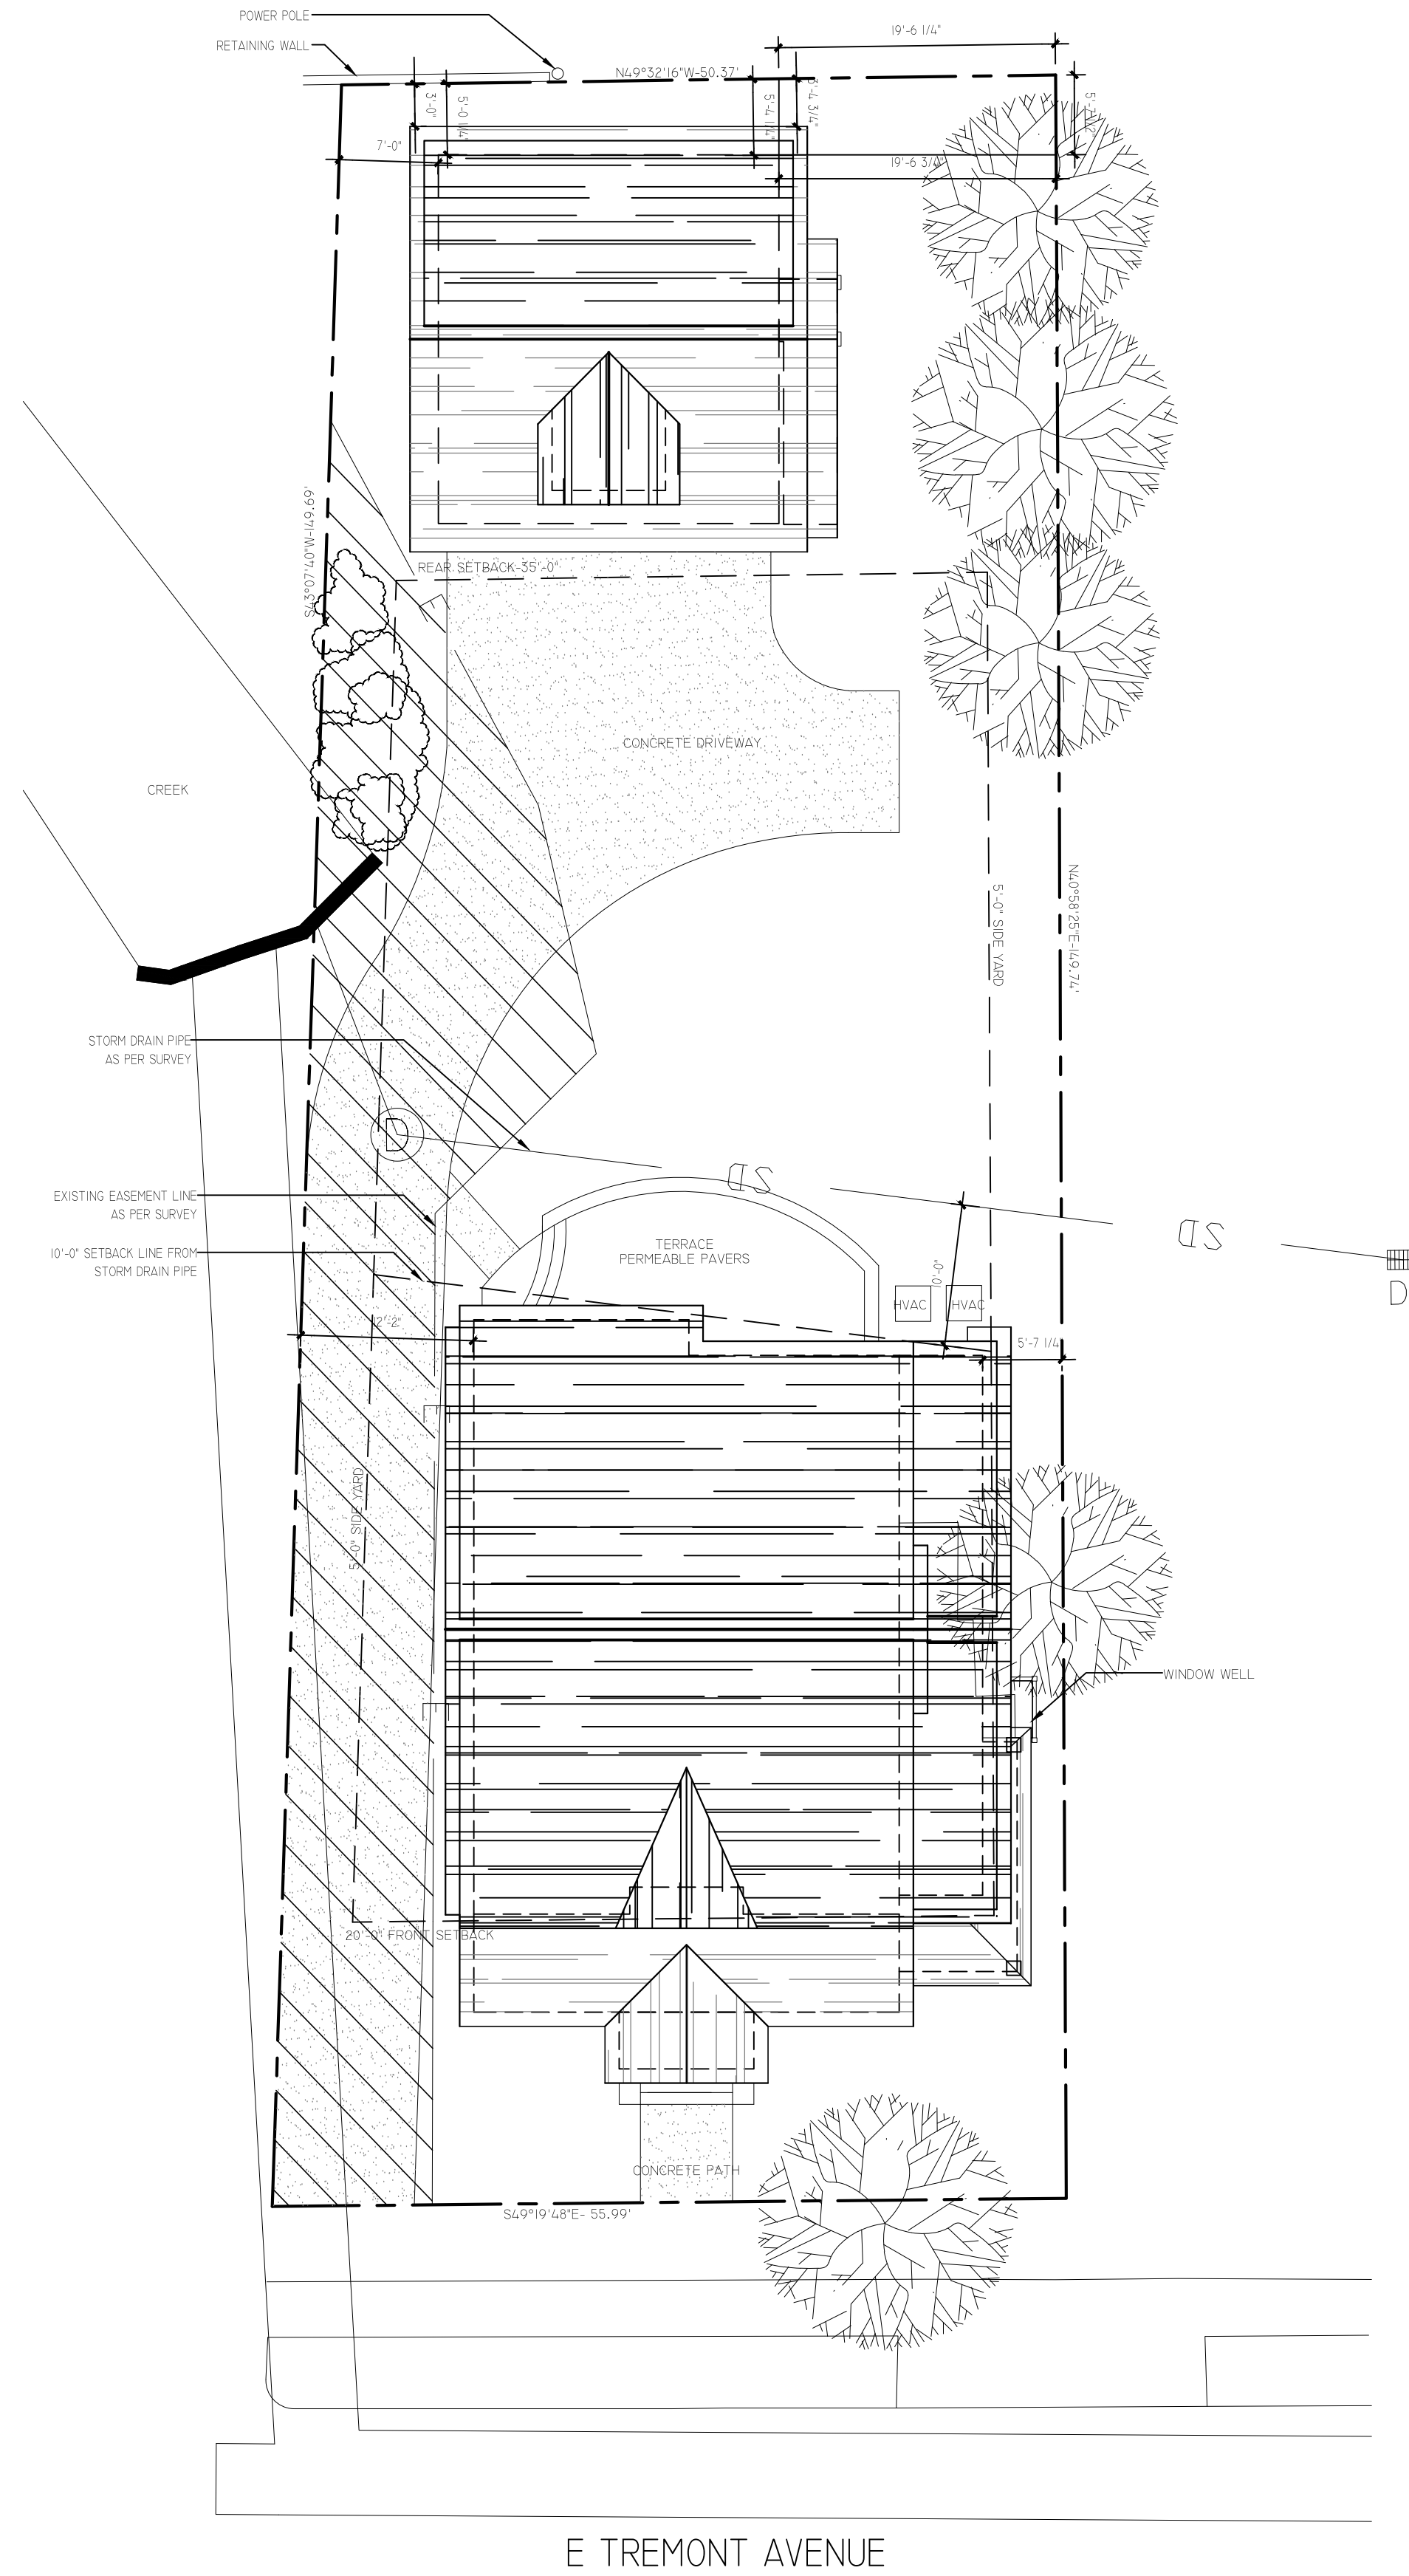 POWER POLE
RETAINING WALL
19'-6 1/4"
N49°32'16"W-50.37'
3'-0"
5'-0 1/4"
5'-4 1/4"
3'-4 3/4"
7'-0"
19'-6 3/4"
S43°07'40"W-149.69'
REAR SETBACK-35'-0"
CONCRETE DRIVEWAY
CREEK
5'-0" SIDE YARD
N40°58'25"E-149.74'
STORM DRAIN PIPE
AS PER SURVEY
D
SD
EXISTING EASEMENT LINE
AS PER SURVEY
SD
10'-0" SETBACK LINE FROM
STORM DRAIN PIPE
TERRACE
PERMEABLE PAVERS
10'-0"
HVAC
HVAC
D
12'-2"
5'-7 1/4"
5'-0" SIDE YARD
WINDOW WELL
20'-0" FRONT SETBACK
CONCRETE PATH
S49°19'48"E- 55.99'
E TREMONT AVENUE